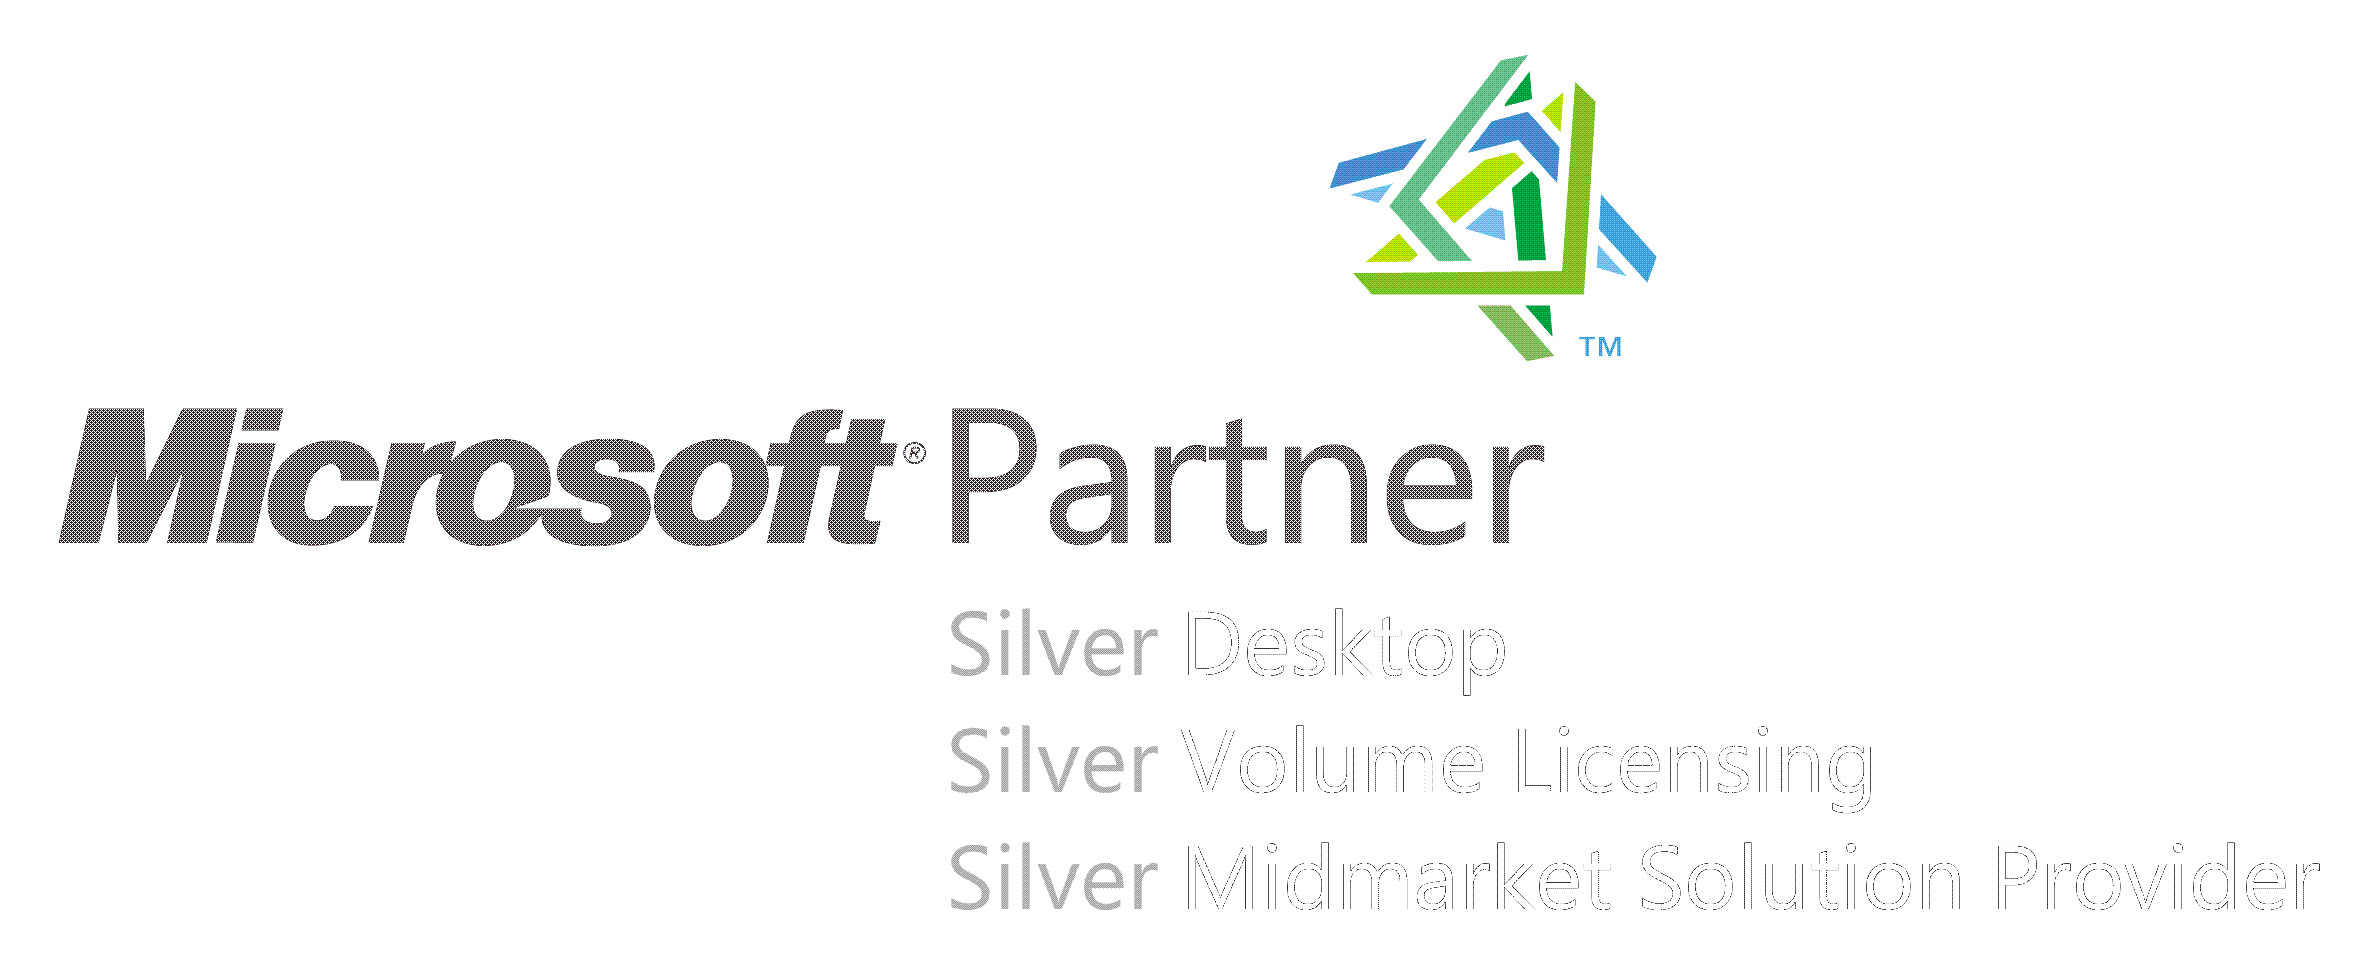 TM
Microsoft® Partner
Silver Desktop
Silver Volume Licensing
Silver Midmarket Solution Provider